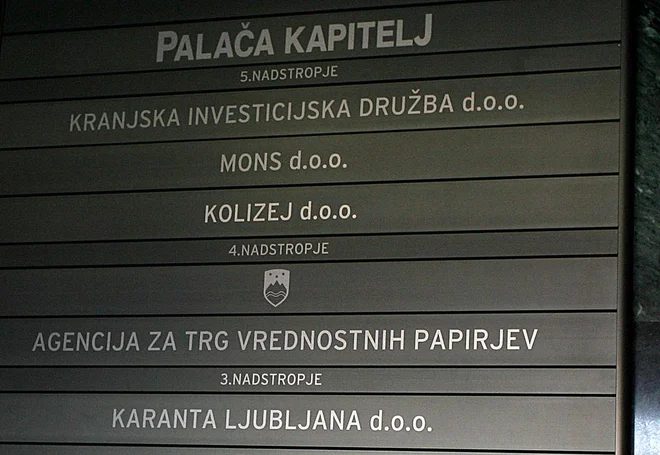 PALAČA KAPITELJ
5.NADSTROPJE
KRANJSKA INVESTICIJSKA DRUŽBA d.o.o.
MONS d.o.o.
KOLIZEJ d.o.o.
4.NADSTROPJE
AGENCIJA ZA TRG VREDNOSTNIH PAPIRJEV
3.NADSTROPJE
KARANTA LJUBLJANA d.o.o.